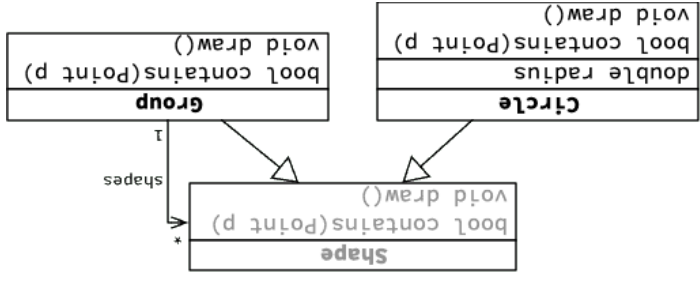 Shape
bool contains(Point p)
void draw()
*
shapes
1
Circle
double radius
bool contains(Point p)
void draw()
Group
bool contains(Point p)
void draw()